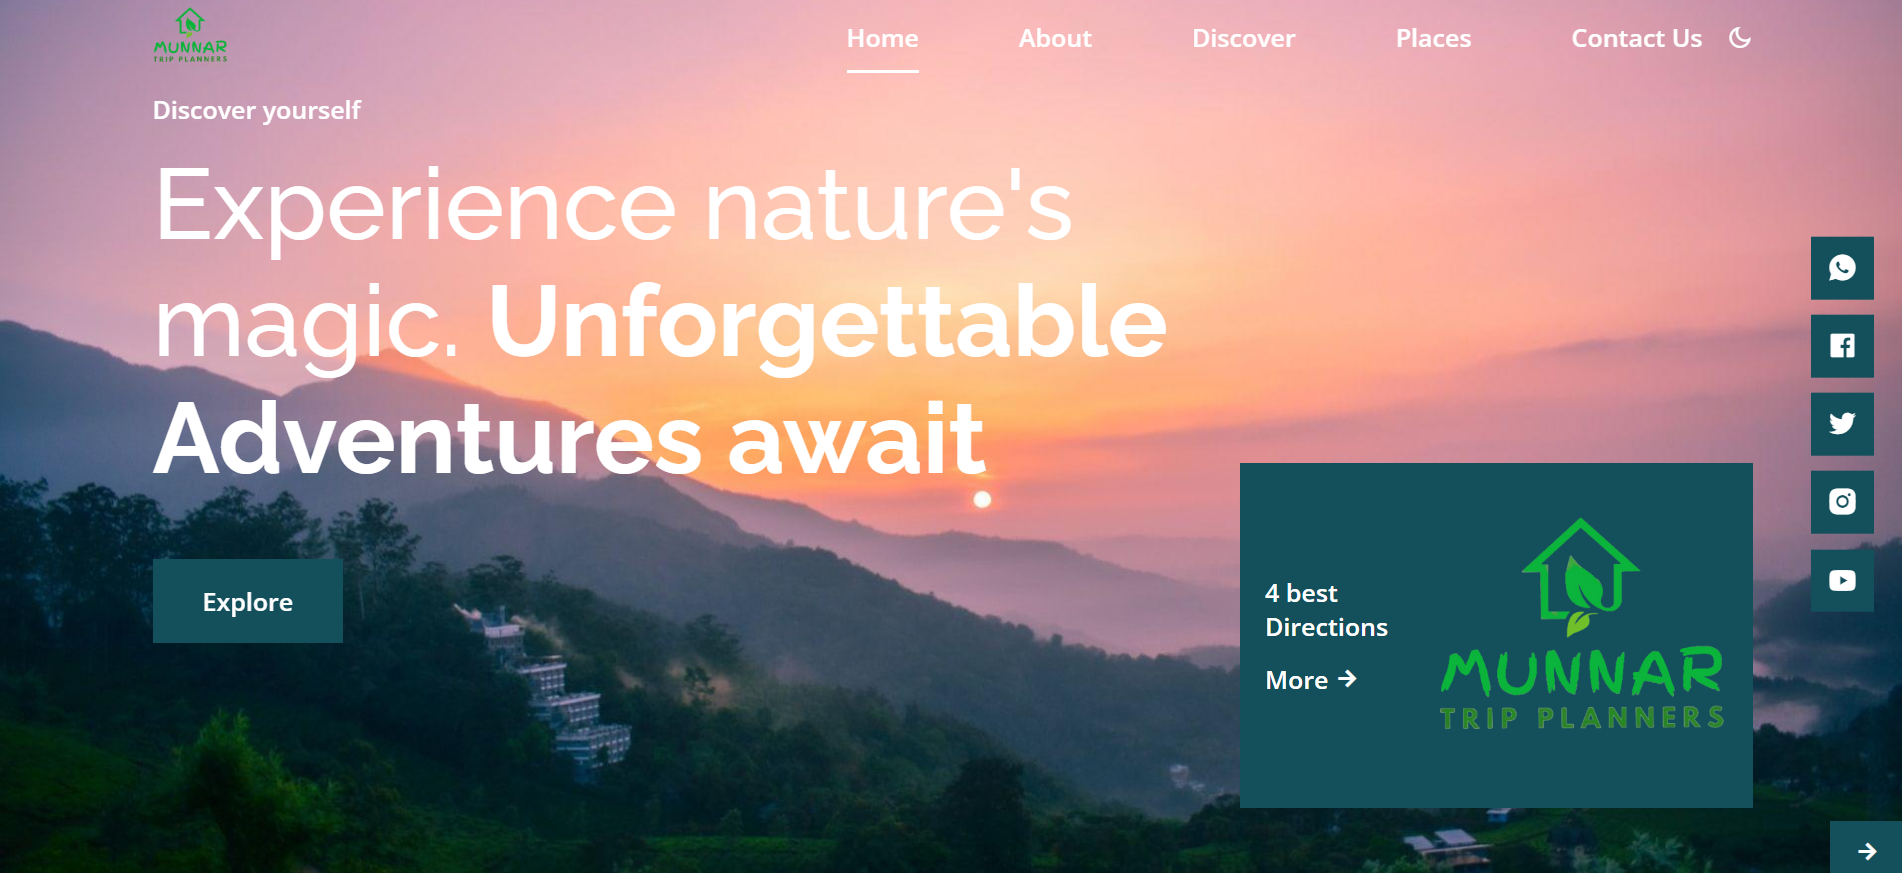 MUNNAR
TRIP PLANNERS
Home
About
Discover
Places
Contact Us
Discover yourself
Experience nature's
magic. Unforgettable
Adventures await
Explore
4 best
Directions
More
MUNNAR
TRIP PLANNERS